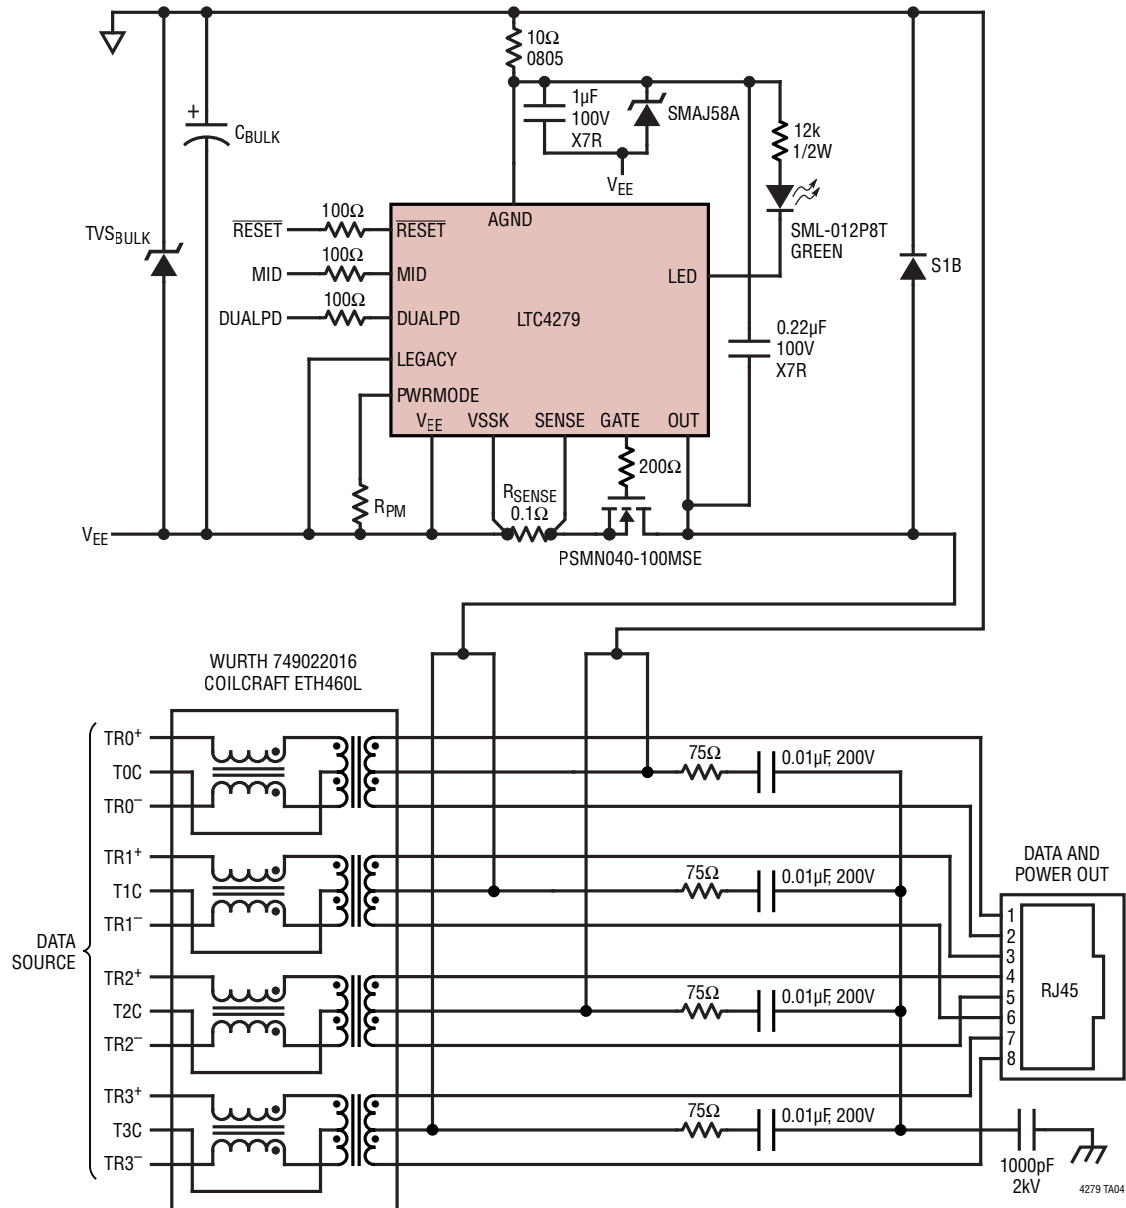 10Ω
0805
1µF
100V
X7R
SMAJ58A
12k
1/2W
+
CBULK
VEE
TVSBULK
RESET
100Ω
RESET
AGND
SML-012P8T
GREEN
S1B
MID
100Ω
MID
LED
DUALPD
100Ω
DUALPD
LTC4279
0.22µF
100V
X7R
LEGACY
PWRMODE
VEE
VSSK
SENSE
GATE
OUT
200Ω
RPM
RSENSE
0.1Ω
VEE
PSMN040-100MSE
WURTH 749022016
COILCRAFT ETH460L
TR0+
T0C
TR0−
75Ω
0.01µF, 200V
TR1+
T1C
TR1−
75Ω
0.01µF, 200V
DATA AND
POWER OUT
DATA
SOURCE
TR2+
T2C
TR2−
75Ω
0.01µF, 200V
1
2
3
4
5
6
7
8
RJ45
TR3+
T3C
TR3−
75Ω
0.01µF, 200V
1000pF
2kV
4279 TA04